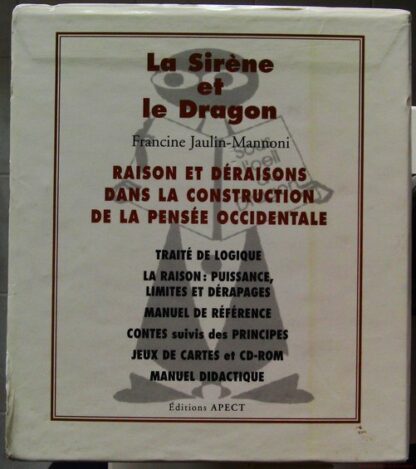 La Sirène
et
le Dragon
Francine Jaulin-Mannoni
RAISON ET DÉRAISONS
DANS LA CONSTRUCTION
DE LA PENSÉE OCCIDENTALE
TRAITÉ DE LOGIQUE
LA RAISON : PUISSANCE,
LIMITES ET DÉRAPAGES
MANUEL DE RÉFÉRENCE
CONTES suivis des PRINCIPES
JEUX DE CARTES et CD-ROM
MANUEL DIDACTIQUE
Éditions APECT
sous
l'oeil